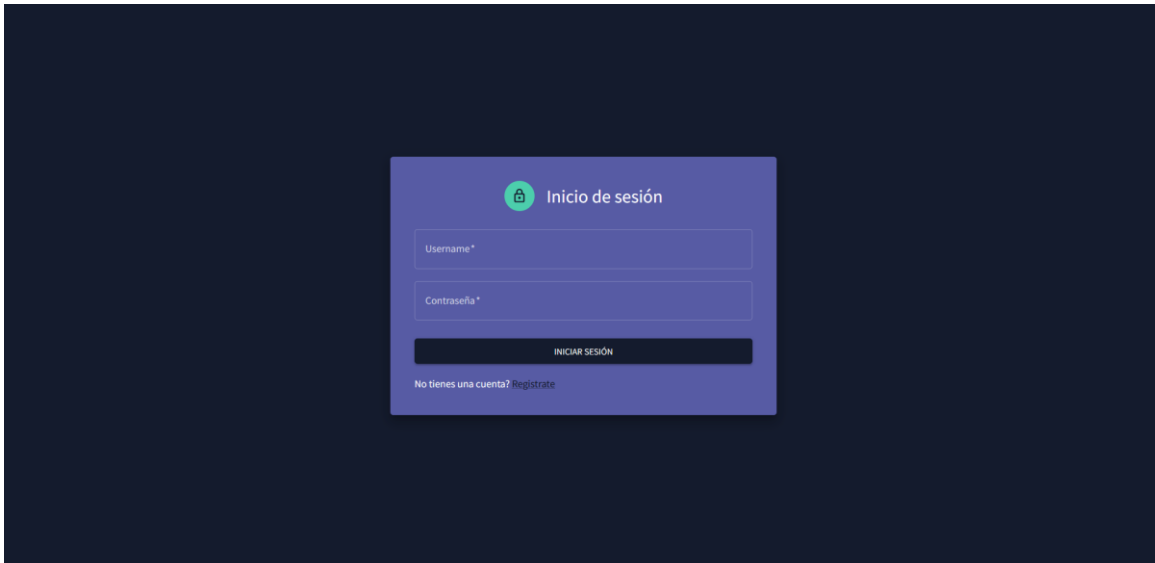 Inicio de sesión
Username *
Contraseña *
INICIAR SESIÓN
No tienes una cuenta? Registrate